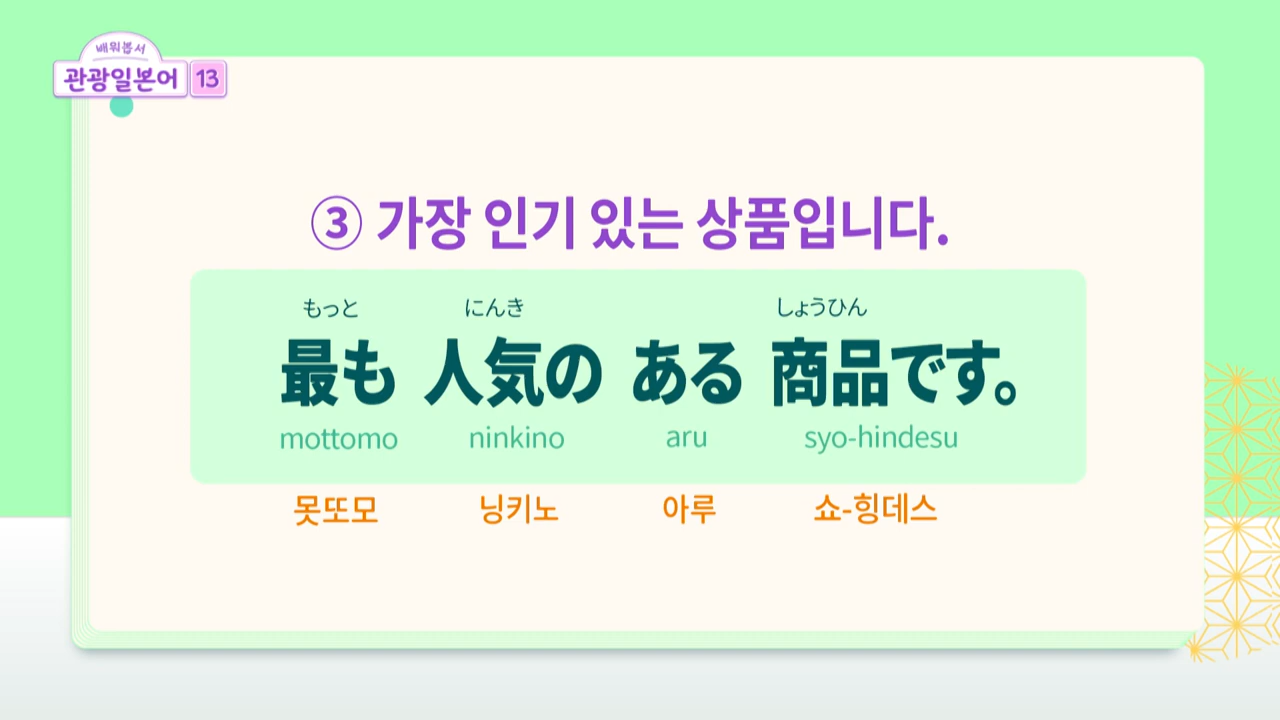 배워봅서
관광일본어 13
③ 가장 인기 있는 상품입니다.
もっと にんき しょうひん
最も 人気の ある 商品です。
mottomo ninkino aru syo-hindesu
못또모 닝키노 아루 쇼-힝데스